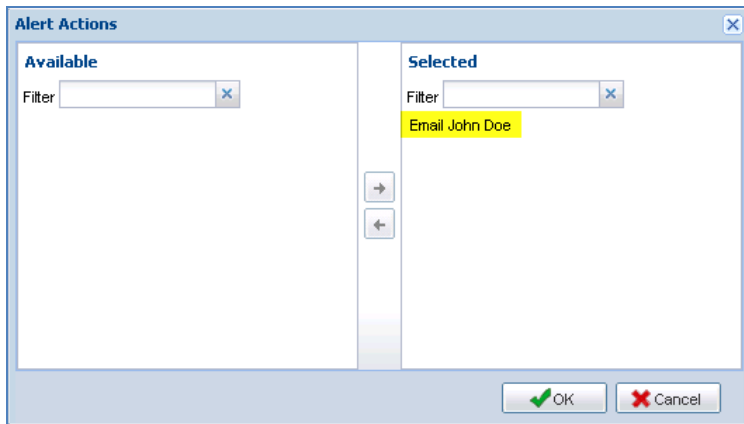 Alert Actions
Available
Filter
Selected
Filter
Email John Doe
OK
Cancel